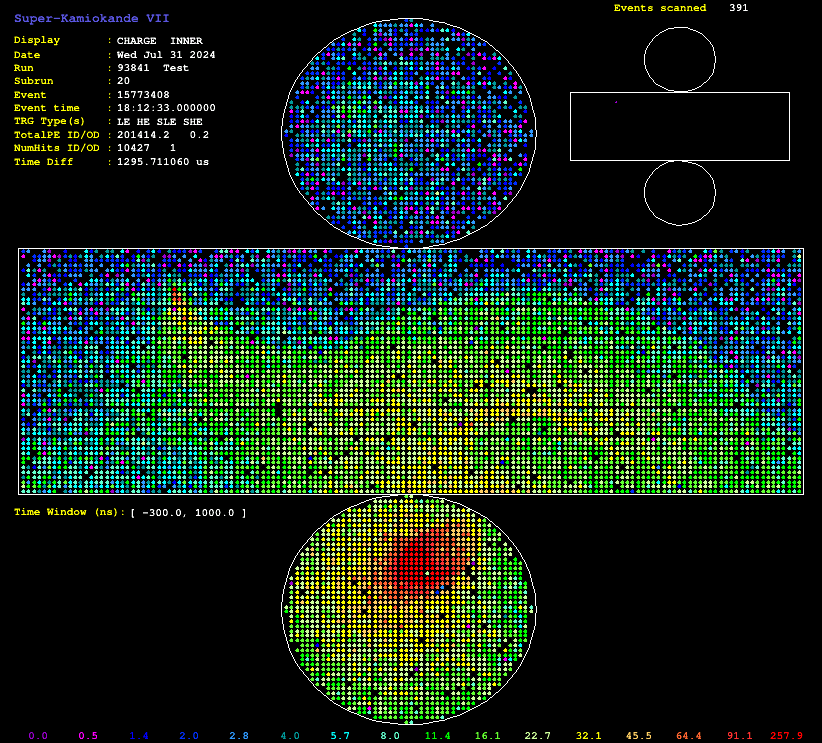 Super-Kamiokande VII
Events scanned 391
Display : CHARGE INNER
Date : Wed Jul 31 2024
Run : 93841 Test
Subrun : 20
Event : 15773408
Event time : 18:12:33.000000
TRG Type(s) : LE HE SLE SHE
TotalPE ID/OD : 201414.2 0.2
NumHits ID/OD : 10427 1
Time Diff : 1295.711060 us
Time Window (ns): [ -300.0, 1000.0 ]
0.0 0.5 1.4 2.0 2.8 4.0 5.7 8.0 11.4 16.1 22.7 32.1 45.5 64.4 91.1 257.9